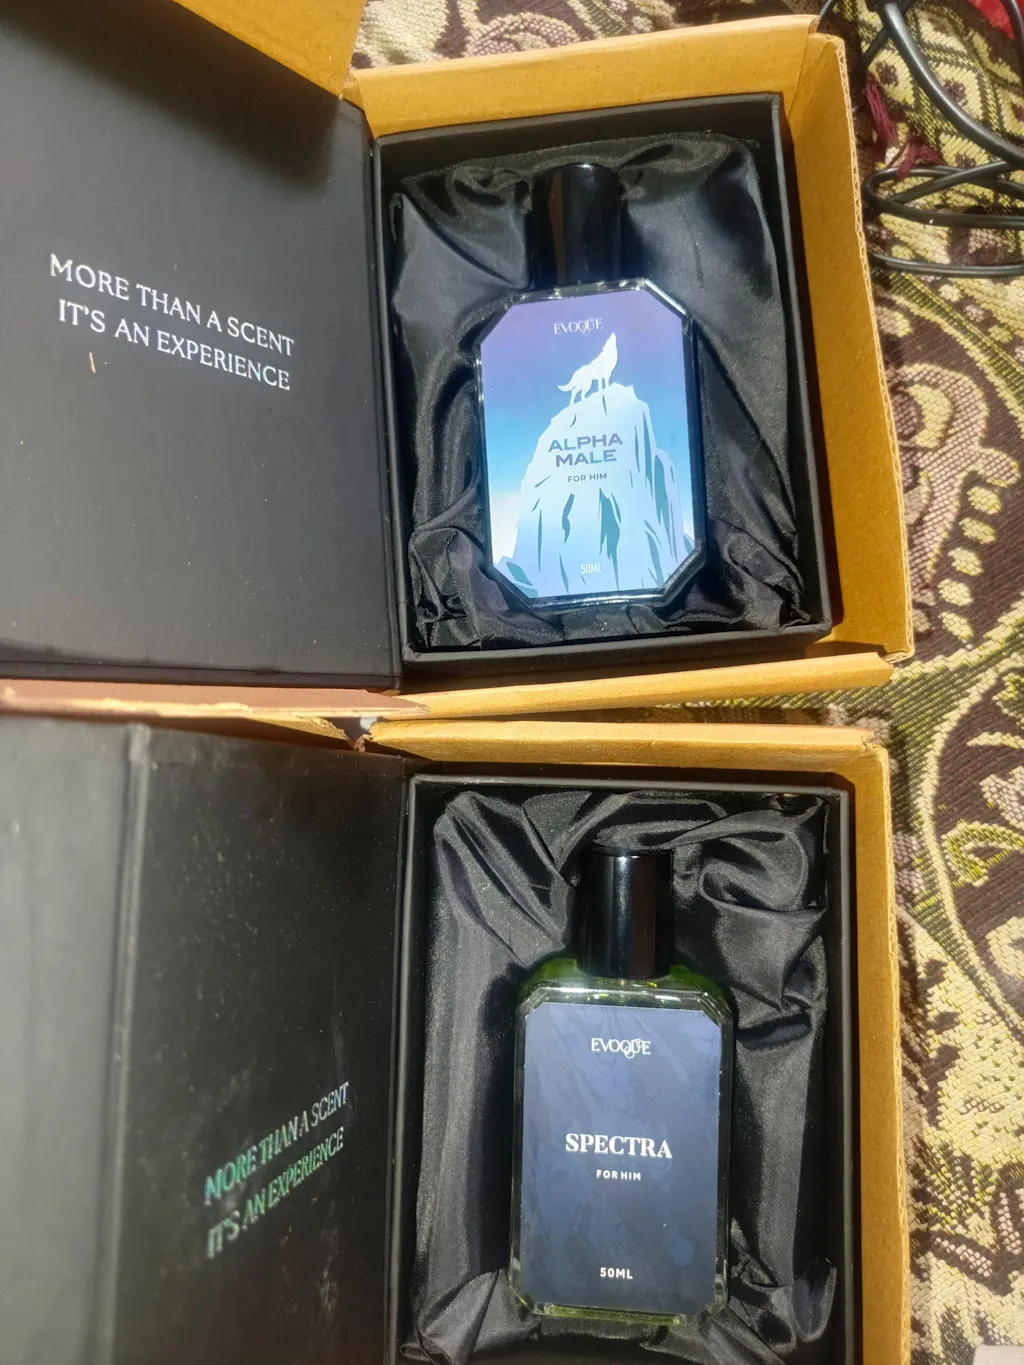 MORE THAN A SCENT
IT'S AN EXPERIENCE
EVOQUE
ALPHA
MALE
FOR HIM
50ML
MORE THAN A SCENT
IT'S AN EXPERIENCE
EVOQUE
SPECTRA
FOR HIM
50ML